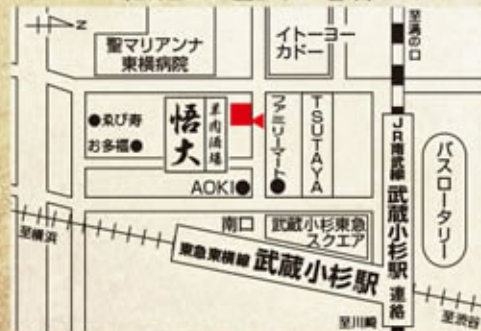 N
聖マリアンナ
東横病院
イトーヨー
カドー
至溝の口
●ゑび寿
お多福●
悟大
羊肉酒場
ファミリーマート●
TSUTAYA
JR南武線 武蔵小杉駅 連絡
バスロータリー
AOKI●
南口
武蔵小杉東急
スクエア
至横浜
東急東横線 武蔵小杉駅
至川崎
至渋谷